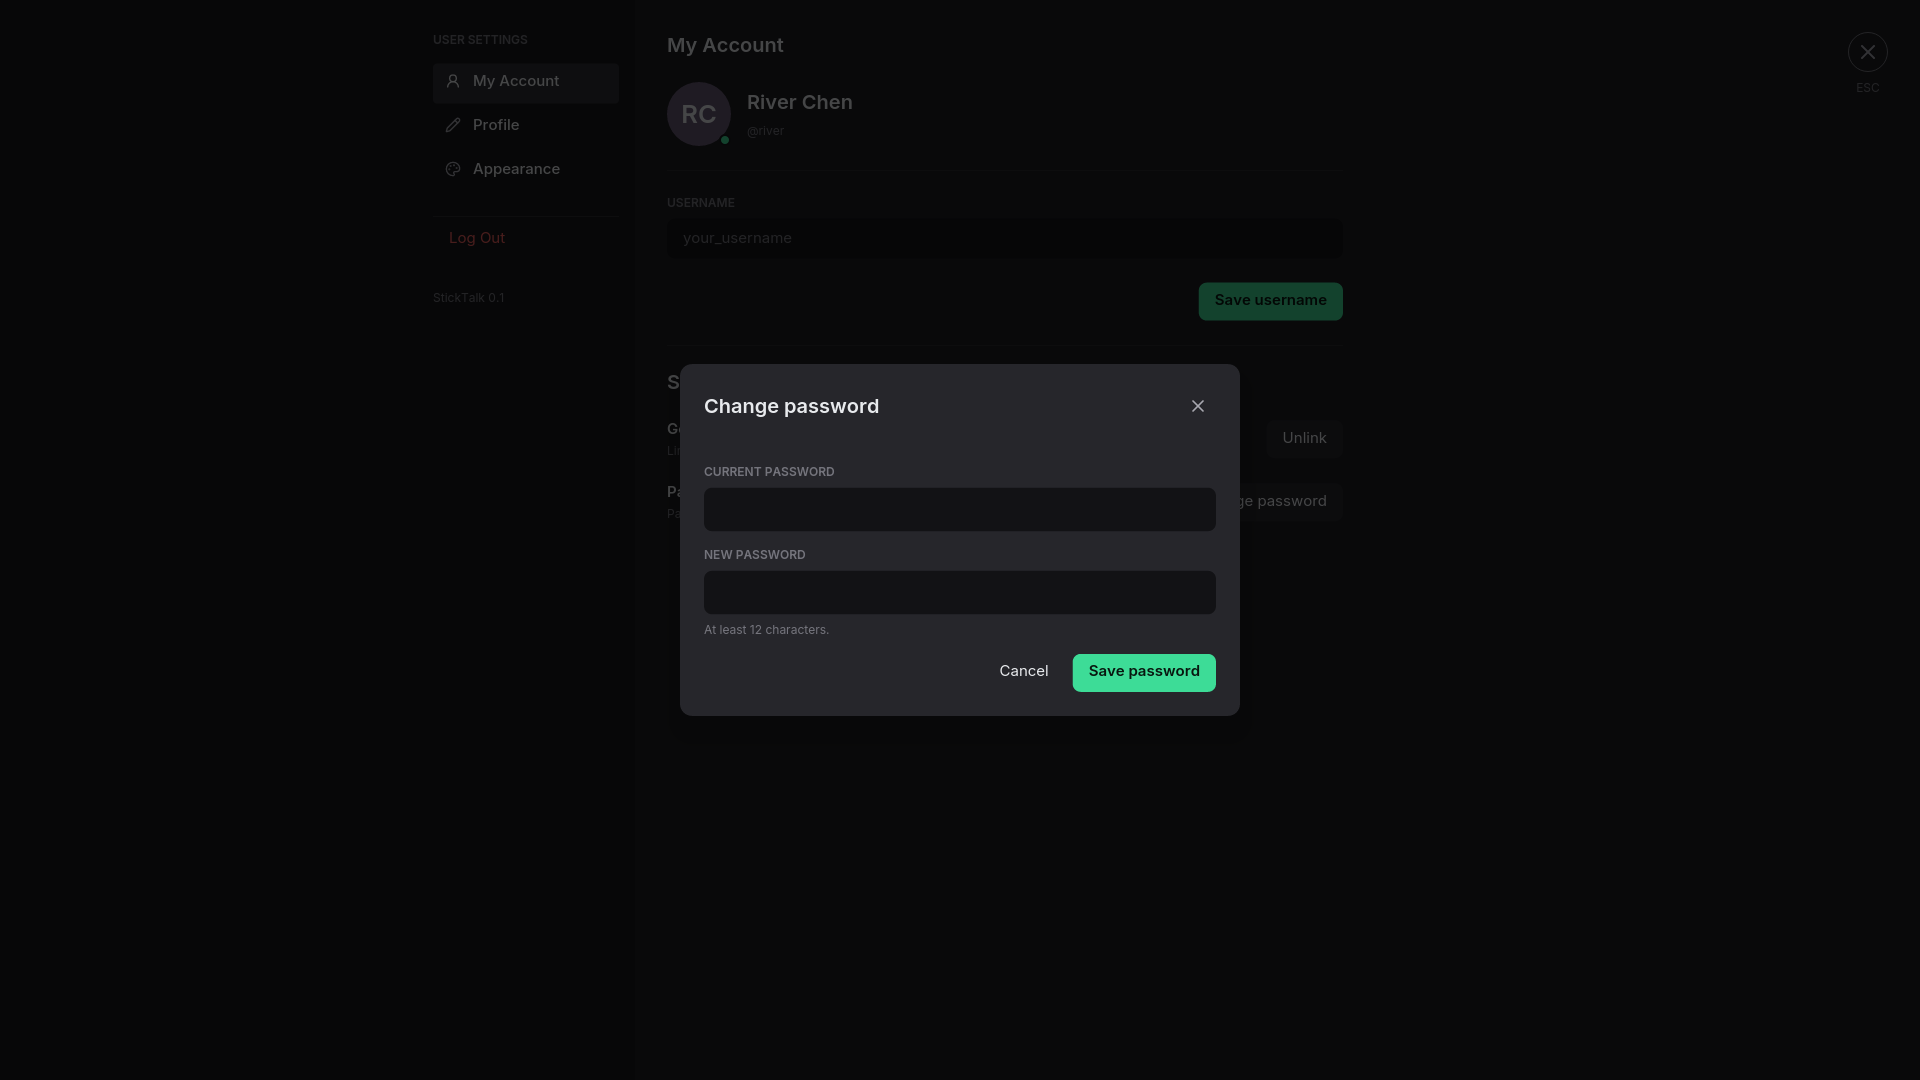 USER SETTINGS
My Account
Profile
Appearance
Log Out
StickTalk 0.1
My Account
RC
River Chen
@river
USERNAME
your_username
Save username
Unlink
password
ESC
Change password
CURRENT PASSWORD
NEW PASSWORD
At least 12 characters.
Cancel
Save password